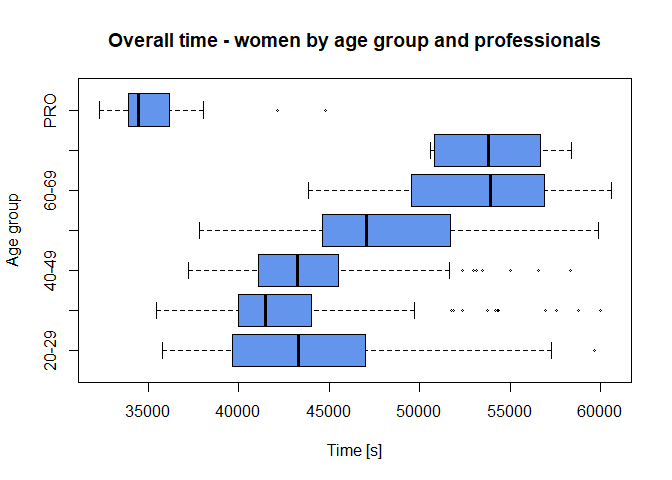 Overall time - women by age group and professionals
PRO
60-69
40-49
20-29
Age group
35000 40000 45000 50000 55000 60000
Time [s]